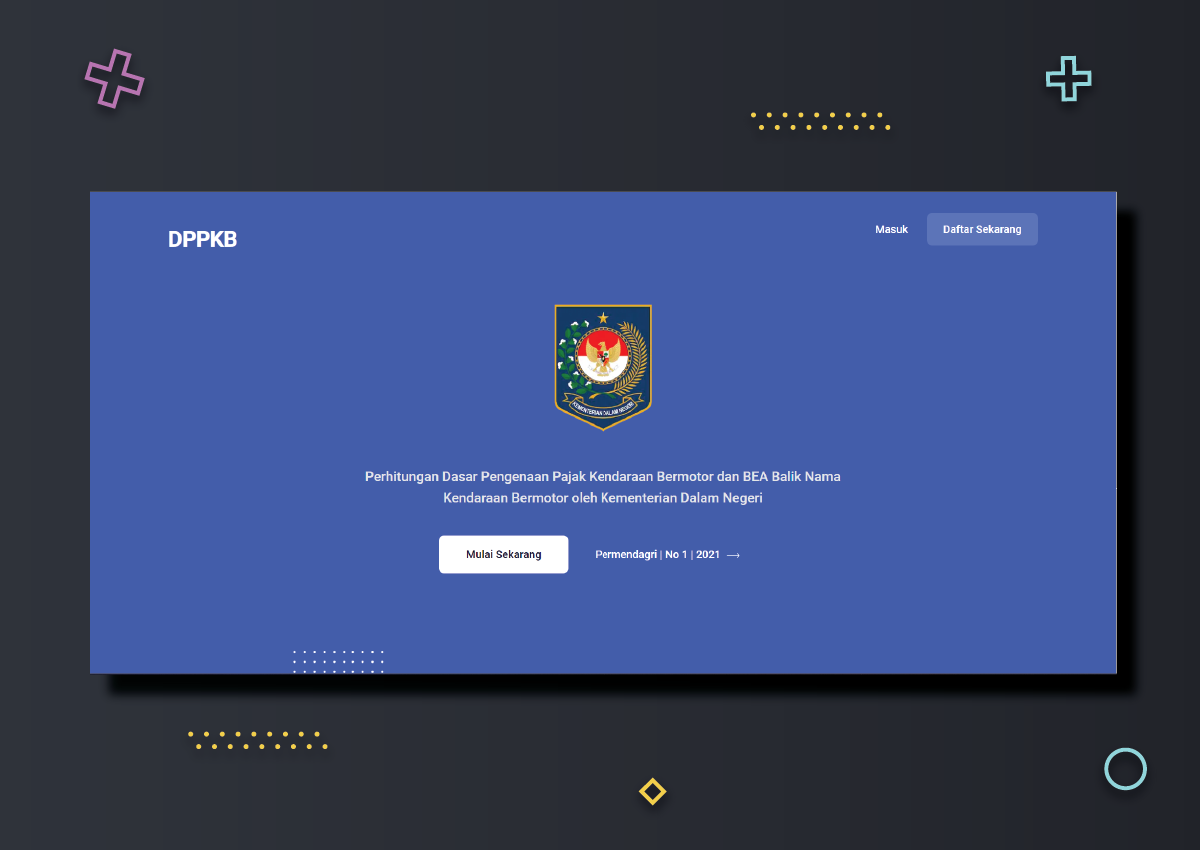 DPPKB
Masuk
Daftar Sekarang
KEMENTERIAN DALAM NEGERI
Perhitungan Dasar Pengenaan Pajak Kendaraan Bermotor dan BEA Balik Nama
Kendaraan Bermotor oleh Kementerian Dalam Negeri
Mulai Sekarang
Permendagri | No 1 | 2021 →